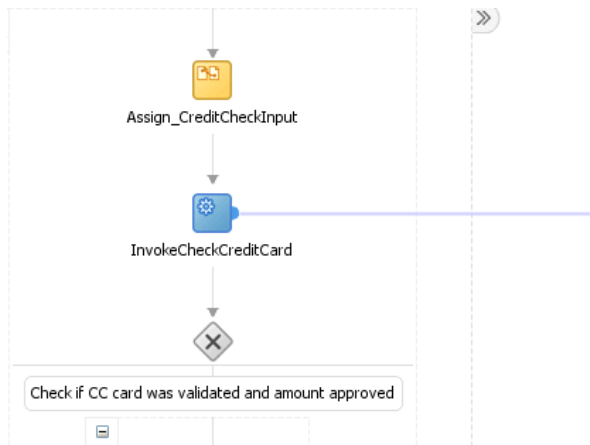 Assign_CreditCheckInput
InvokeCheckCreditCard
Check if CC card was validated and amount approved